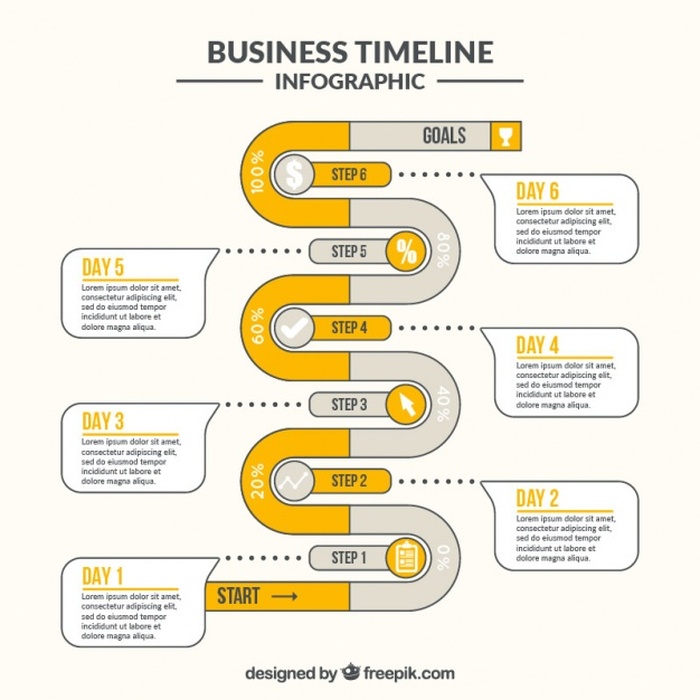 BUSINESS TIMELINE
INFOGRAPHIC
GOALS
100%
$
STEP 6
DAY 6
Lorem ipsum dolor sit amet,
consectetur adipiscing elit,
sed do eiusmod tempor
incididunt ut labore et
dolore magna aliqua.
80%
%
STEP 5
DAY 5
Lorem ipsum dolor sit amet,
consectetur adipiscing elit,
sed do eiusmod tempor
incididunt ut labore et
dolore magna aliqua.
60%
STEP 4
DAY 4
Lorem ipsum dolor sit amet,
consectetur adipiscing elit,
sed do eiusmod tempor
incididunt ut labore et
dolore magna aliqua.
40%
STEP 3
DAY 3
Lorem ipsum dolor sit amet,
consectetur adipiscing elit,
sed do eiusmod tempor
incididunt ut labore et
dolore magna aliqua.
20%
STEP 2
DAY 2
Lorem ipsum dolor sit amet,
consectetur adipiscing elit,
sed do eiusmod tempor
incididunt ut labore et
dolore magna aliqua.
0%
STEP 1
DAY 1
Lorem ipsum dolor sit amet,
consectetur adipiscing elit,
sed do eiusmod tempor
incididunt ut labore et
dolore magna aliqua.
START →
designed by freepik.com